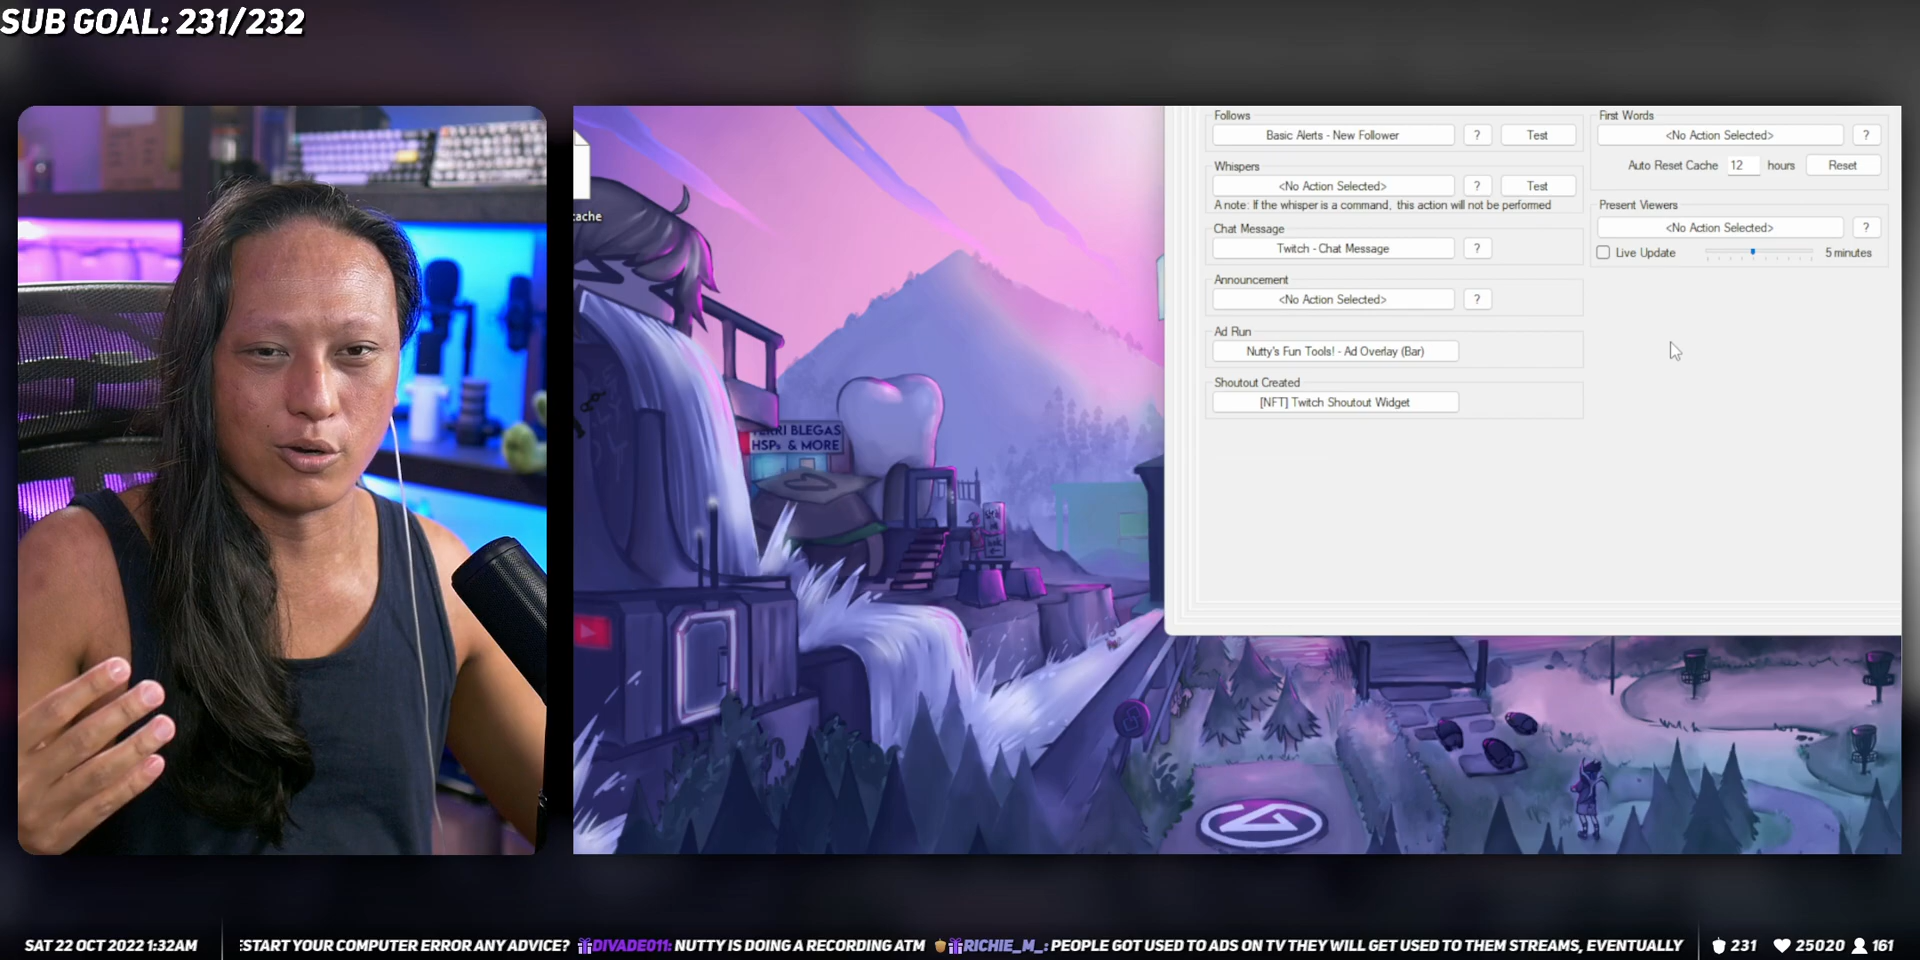 SUB GOAL: 231/232
cache
Follows
Basic Alerts - New Follower
?
Test
Whispers
<No Action Selected>
?
Test
A note: If the whisper is a command, this action will not be performed
Chat Message
Twitch - Chat Message
?
Announcement
<No Action Selected>
?
Ad Run
Nutty's Fun Tools! - Ad Overlay (Bar)
Shoutout Created
[NFT] Twitch Shoutout Widget
First Words
<No Action Selected>
?
Auto Reset Cache 12 hours Reset
Present Viewers
<No Action Selected>
?
Live Update 5 minutes
BLEGAS
HSPs & MORE
SAT 22 OCT 2022 1:32AM
START YOUR COMPUTER ERROR ANY ADVICE? DIVADE011: NUTTY IS DOING A RECORDING ATM RICHIE_M_: PEOPLE GOT USED TO ADS ON TV THEY WILL GET USED TO THEM STREAMS, EVENTUALLY
231 25020 161